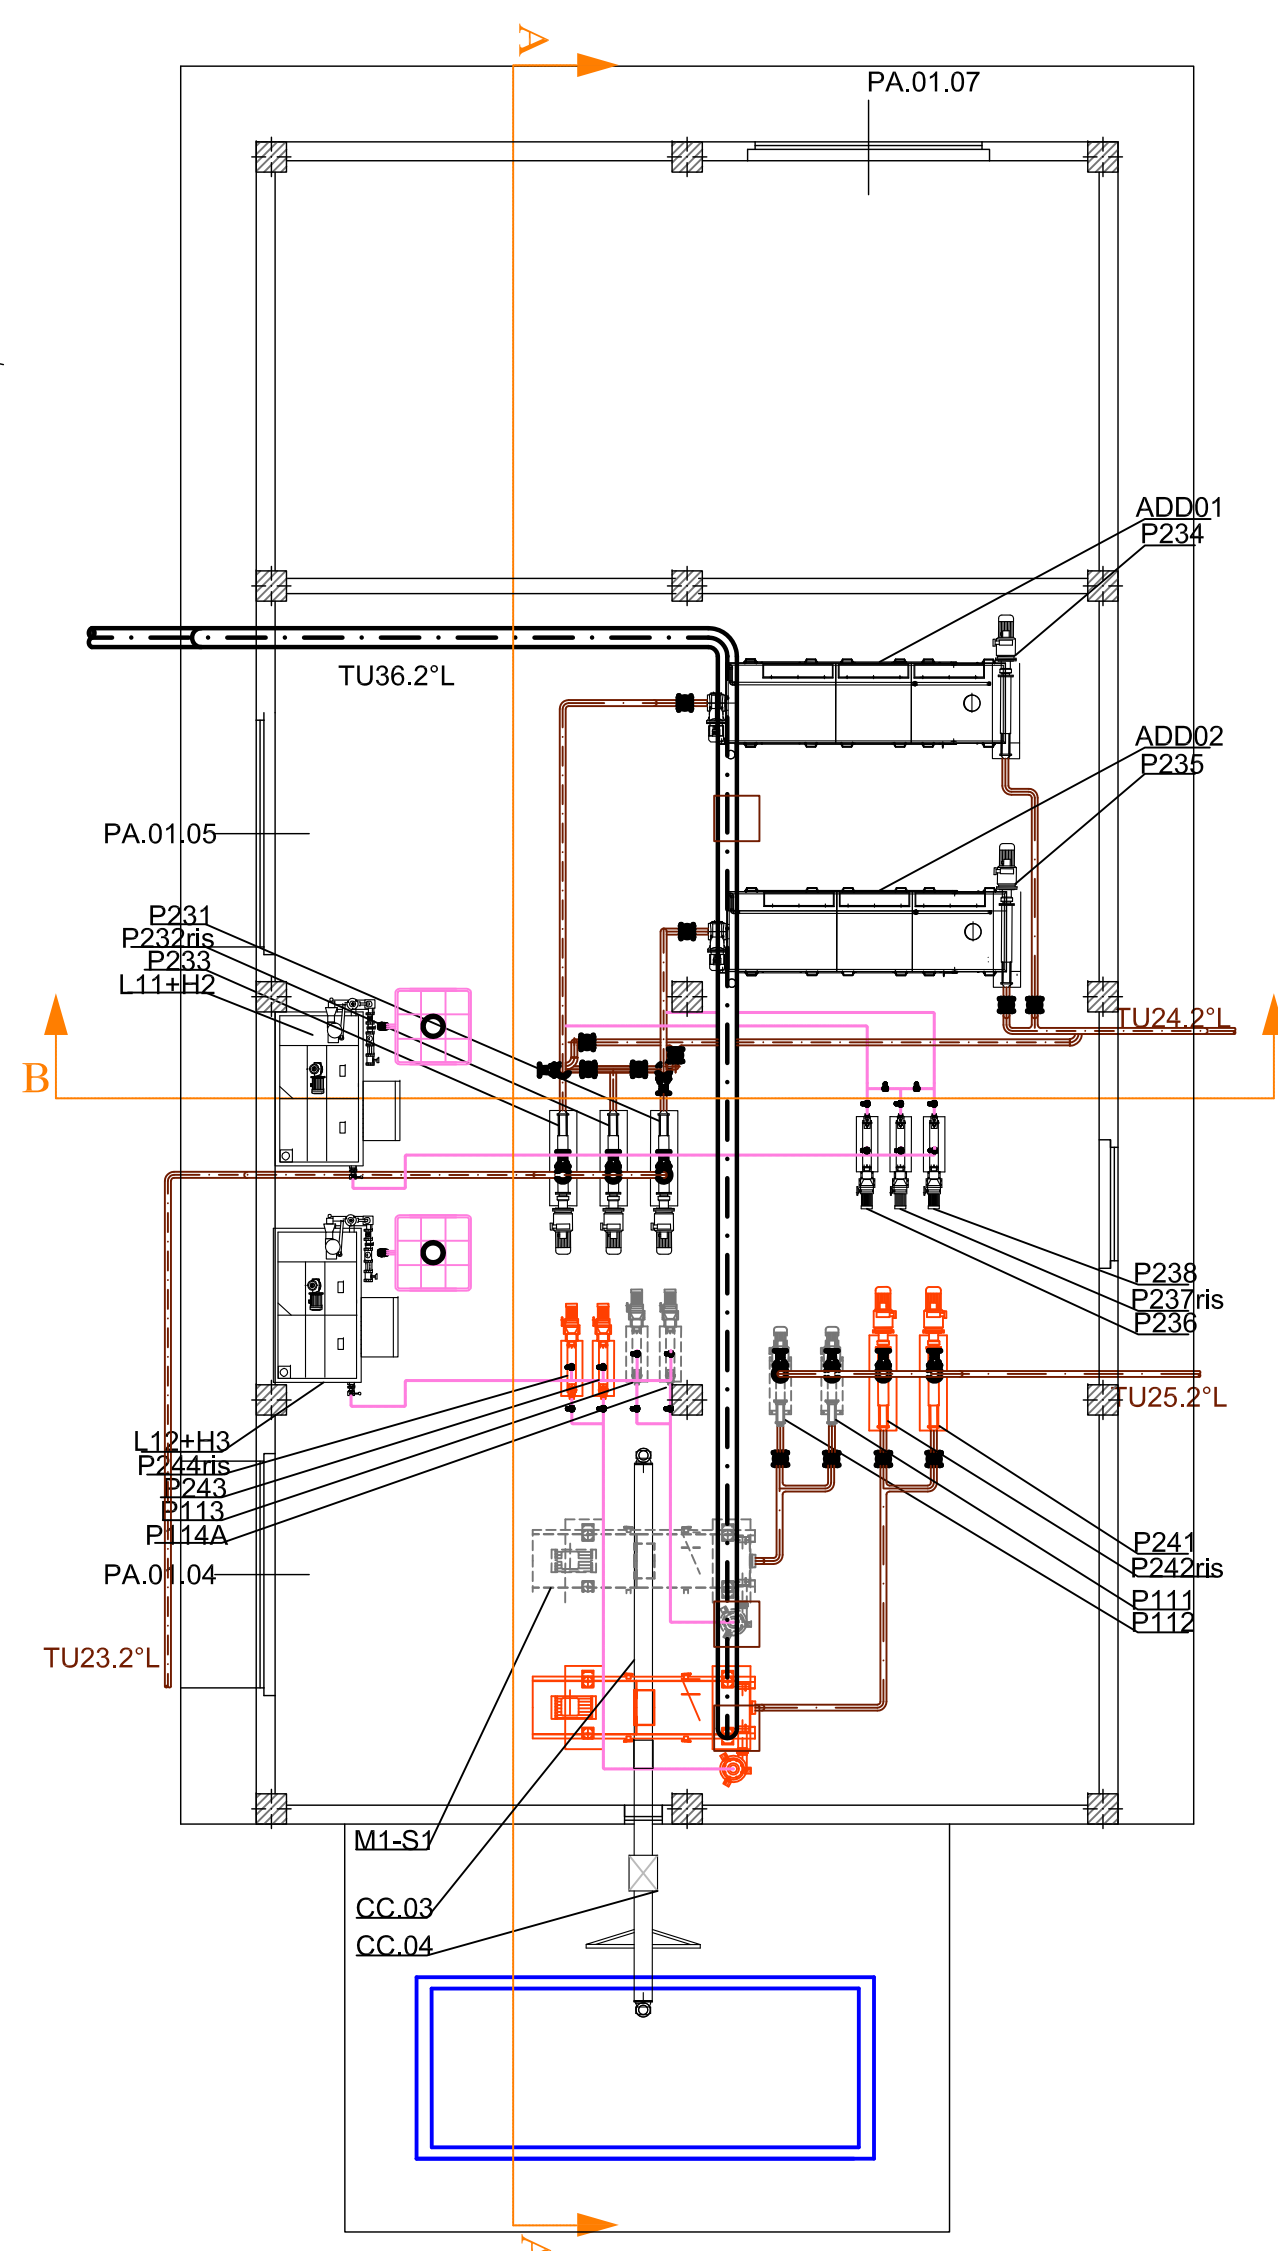 A
PA.01.07
ADD01
P234
TU36.2°L
ADD02
P235
PA.01.05
P231
P232ris
P233
L11+H2
TU24.2°L
B
P238
P237ris
P236
TU25.2°L
L12+H3
P244ris
P243
P113
P114A
PA.01.04
P241
P242ris
P111
P112
TU23.2°L
M1-S1
CC.03
CC.04
A